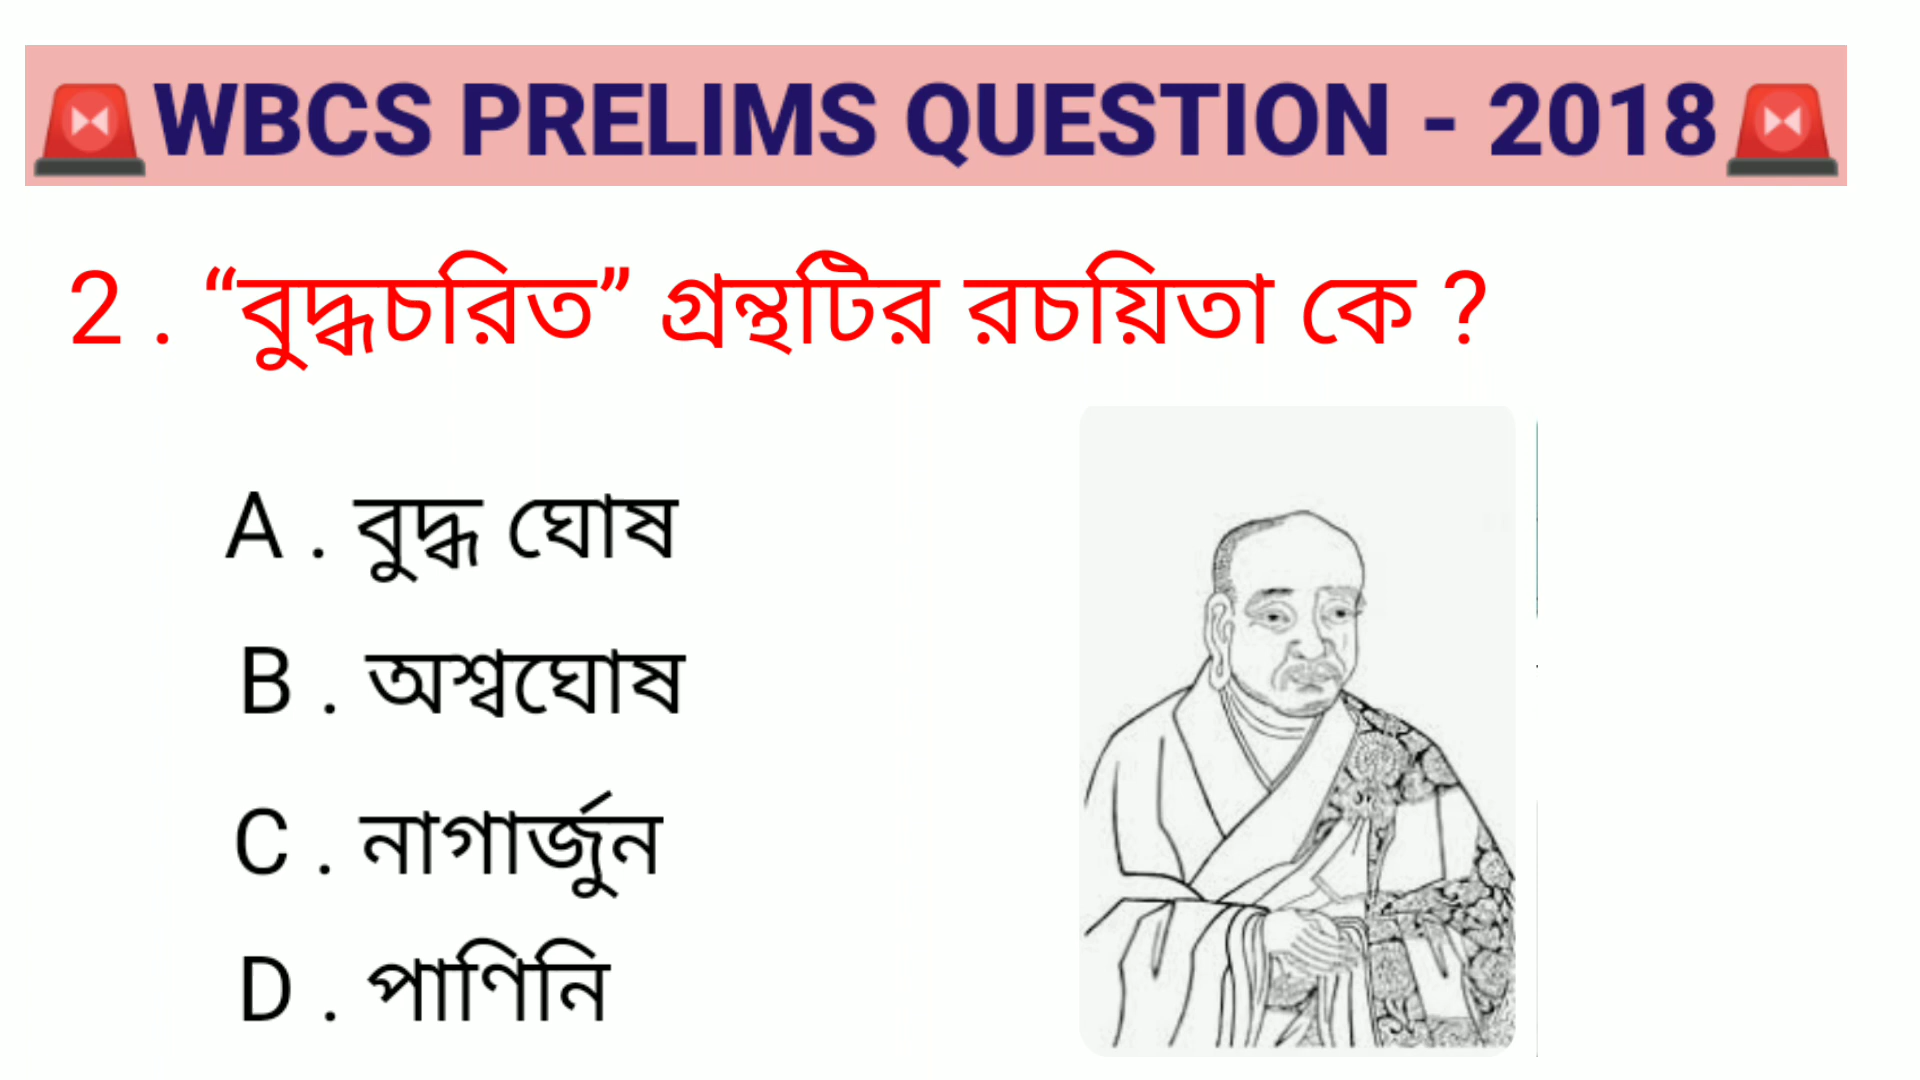 🚨WBCS PRELIMS QUESTION - 2018🚨
2 . “বুদ্ধচরিত” গ্রন্থটির রচয়িতা কে ?
A . বুদ্ধ ঘোষ
B . অশ্বঘোষ
C . নাগার্জুন
D . পাণিনি